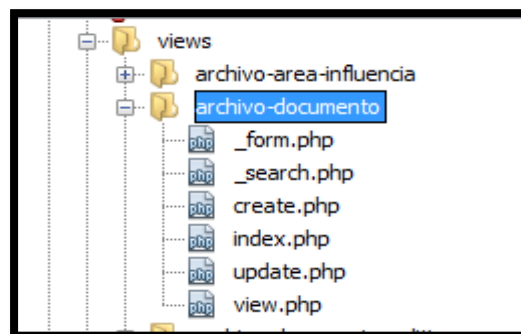 views
archivo-area-influencia
archivo-documento
_form.php
_search.php
create.php
index.php
update.php
view.php